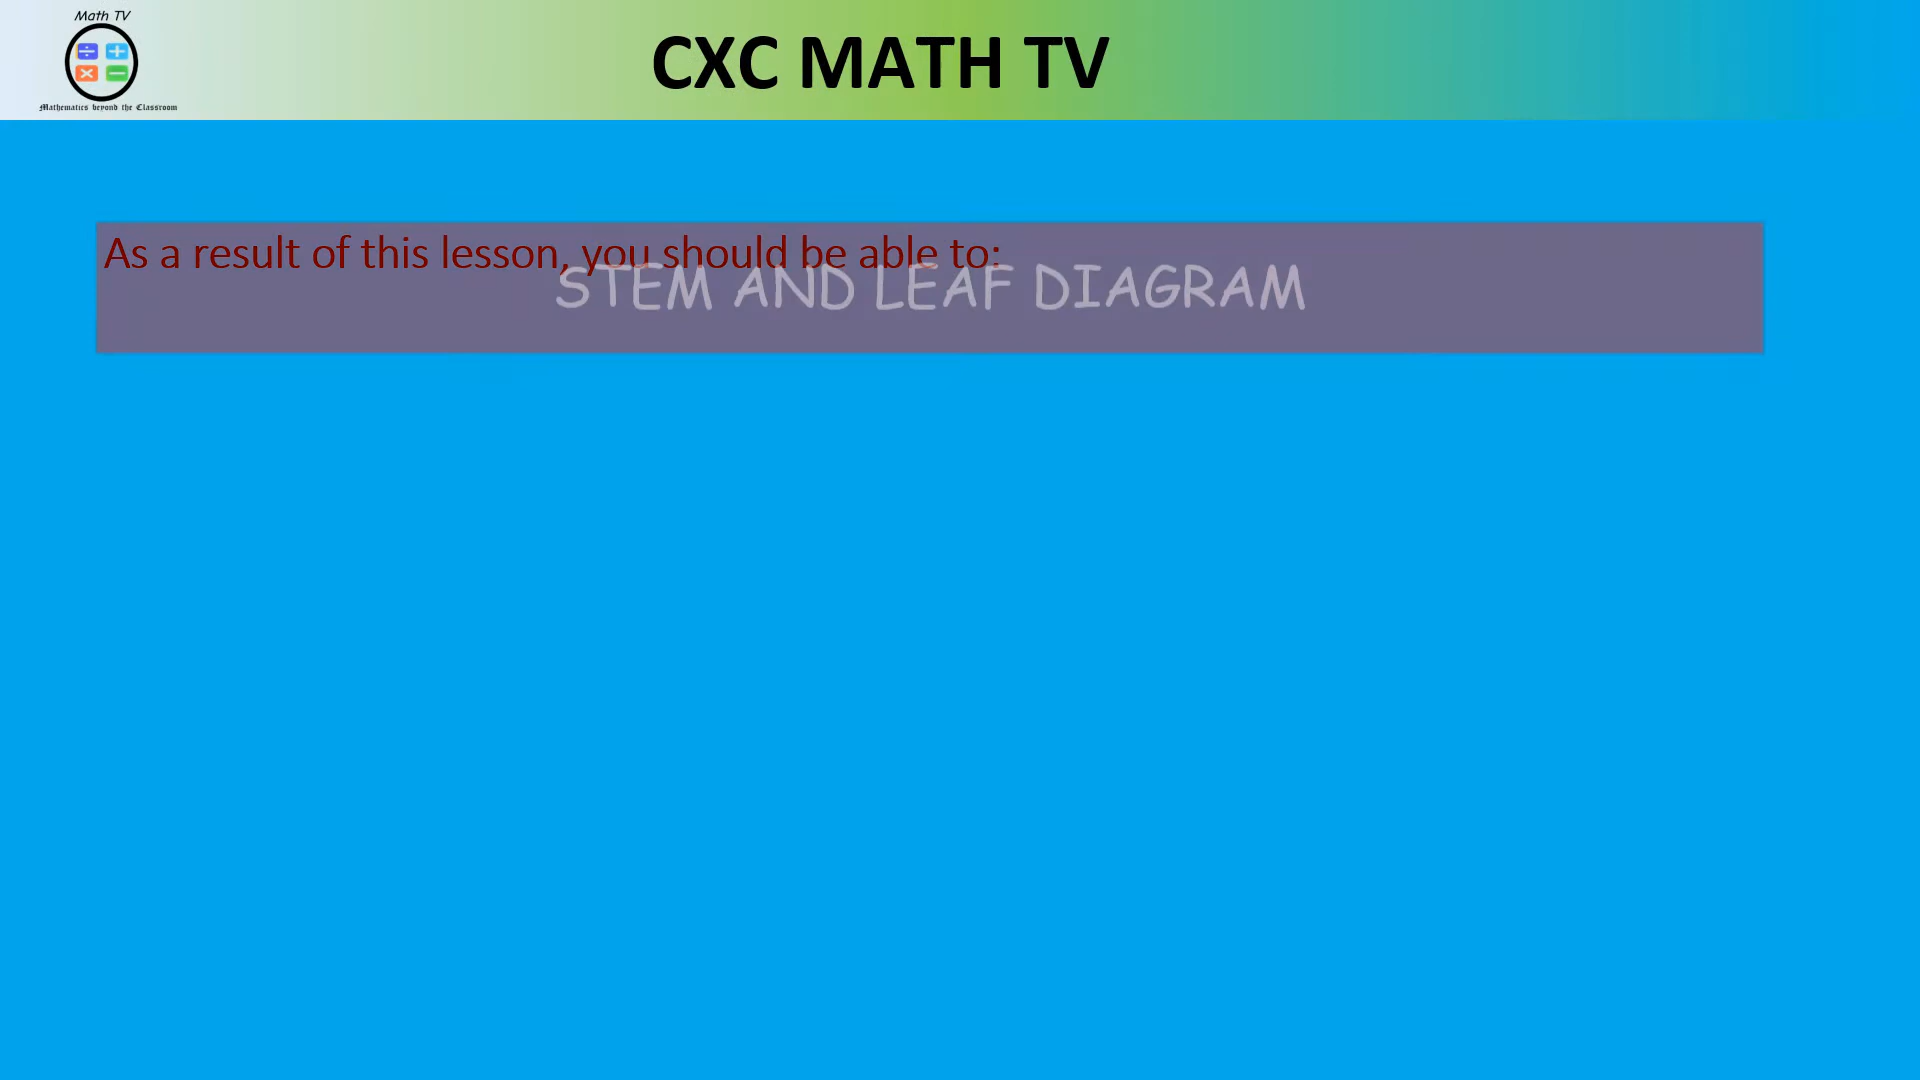 Math TV
Mathematics beyond the Classroom
CXC MATH TV
As a result of this lesson, you should be able to:
STEM AND LEAF DIAGRAM